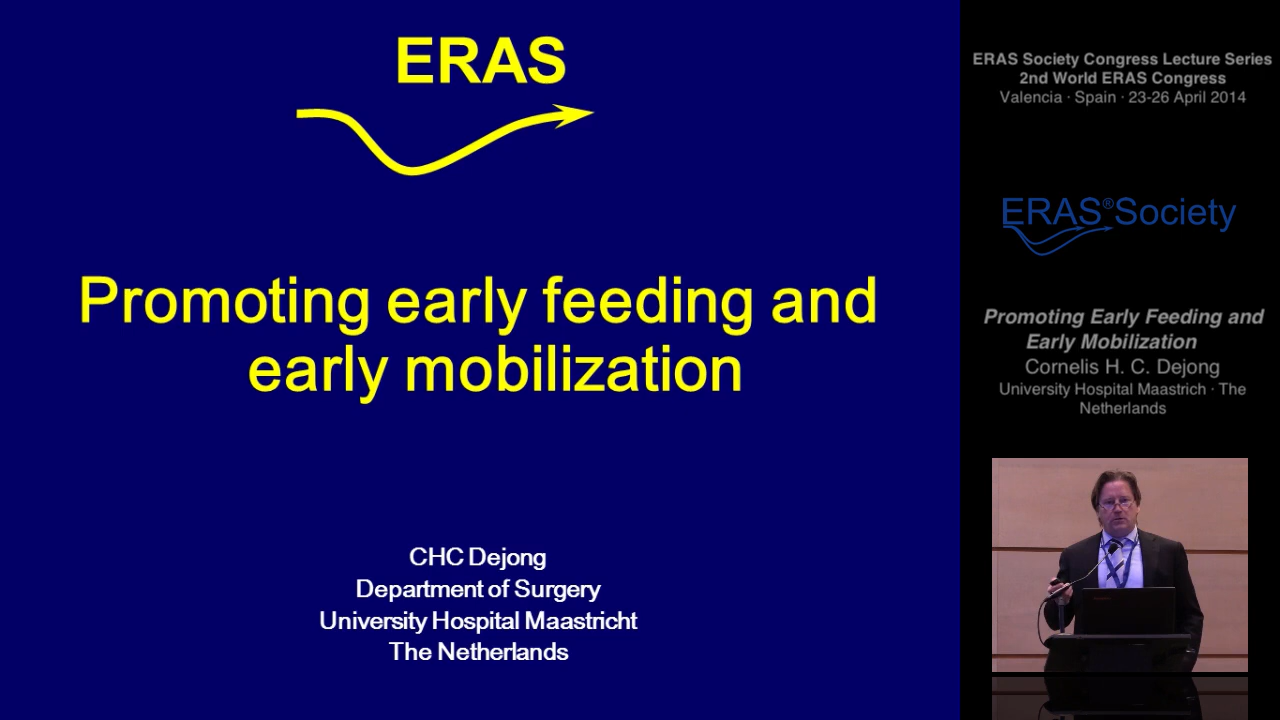 ERAS
Promoting early feeding and
early mobilization
CHC Dejong
Department of Surgery
University Hospital Maastricht
The Netherlands
ERAS Society Congress Lecture Series
2nd World ERAS Congress
Valencia · Spain · 23-26 April 2014
ERAS®Society
Promoting Early Feeding and
Early Mobilization
Cornelis H. C. Dejong
University Hospital Maastrich · The
Netherlands